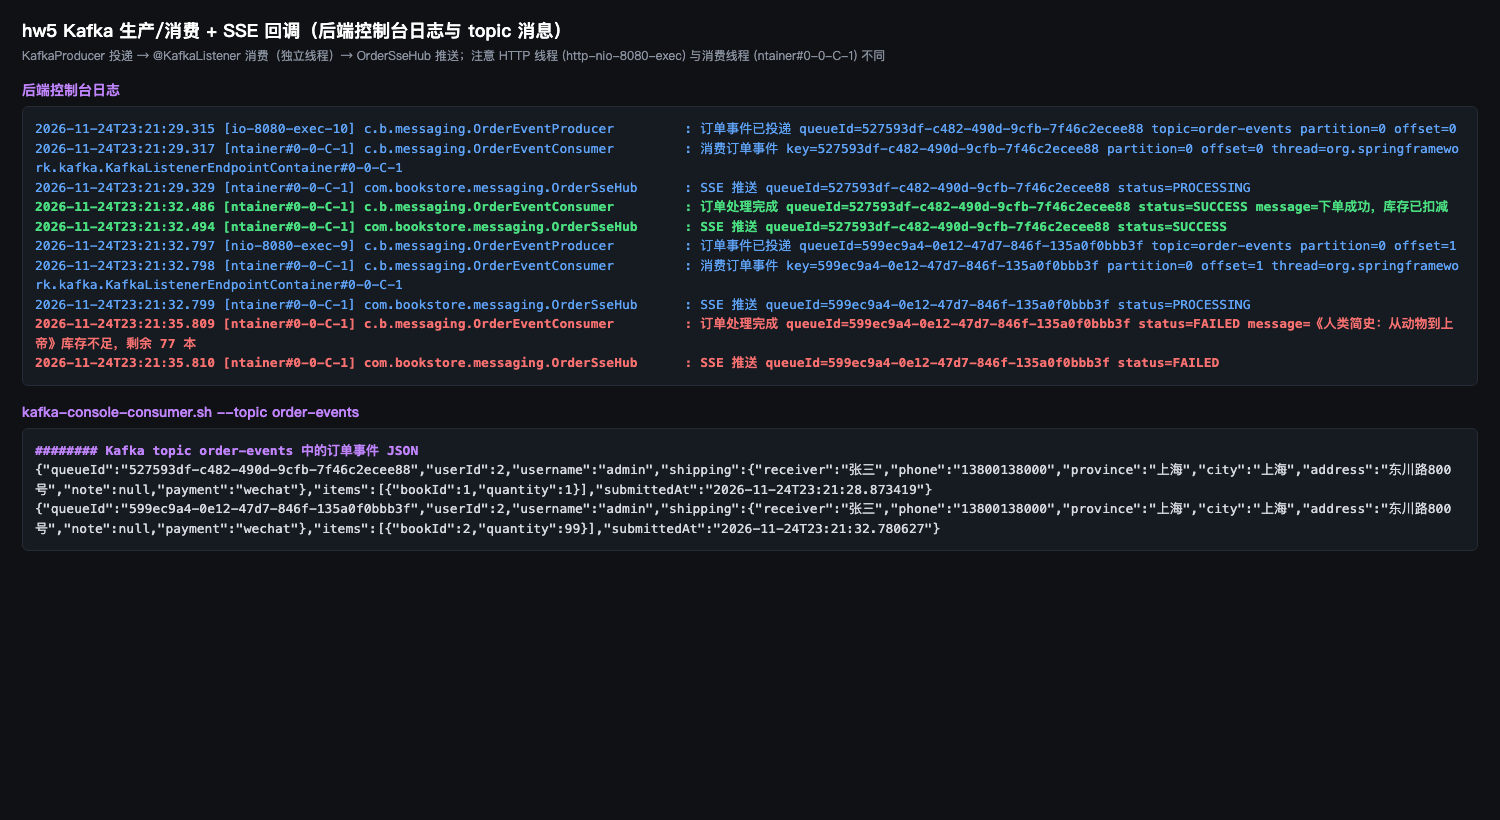 hw5 Kafka 生产/消费 + SSE 回调（后端控制台日志与 topic 消息）
KafkaProducer 投递 → @KafkaListener 消费（独立线程）→ OrderSseHub 推送；注意 HTTP 线程 (http-nio-8080-exec) 与消费线程 (ntainer#0-0-C-1) 不同
后端控制台日志
2026-11-24T23:21:29.315 [io-8080-exec-10] c.b.messaging.OrderEventProducer : 订单事件已投递 queueId=527593df-c482-490d-9cfb-7f46c2ecee88 topic=order-events partition=0 offset=0
2026-11-24T23:21:29.317 [ntainer#0-0-C-1] c.b.messaging.OrderEventConsumer : 消费订单事件 key=527593df-c482-490d-9cfb-7f46c2ecee88 partition=0 offset=0 thread=org.springframewo
rk.kafka.KafkaListenerEndpointContainer#0-0-C-1
2026-11-24T23:21:29.329 [ntainer#0-0-C-1] com.bookstore.messaging.OrderSseHub : SSE 推送 queueId=527593df-c482-490d-9cfb-7f46c2ecee88 status=PROCESSING
2026-11-24T23:21:32.486 [ntainer#0-0-C-1] c.b.messaging.OrderEventConsumer : 订单处理完成 queueId=527593df-c482-490d-9cfb-7f46c2ecee88 status=SUCCESS message=下单成功，库存已扣减
2026-11-24T23:21:32.494 [ntainer#0-0-C-1] com.bookstore.messaging.OrderSseHub : SSE 推送 queueId=527593df-c482-490d-9cfb-7f46c2ecee88 status=SUCCESS
2026-11-24T23:21:32.797 [nio-8080-exec-9] c.b.messaging.OrderEventProducer : 订单事件已投递 queueId=599ec9a4-0e12-47d7-846f-135a0f0bbb3f topic=order-events partition=0 offset=1
2026-11-24T23:21:32.798 [ntainer#0-0-C-1] c.b.messaging.OrderEventConsumer : 消费订单事件 key=599ec9a4-0e12-47d7-846f-135a0f0bbb3f partition=0 offset=1 thread=org.springframewo
rk.kafka.KafkaListenerEndpointContainer#0-0-C-1
2026-11-24T23:21:32.799 [ntainer#0-0-C-1] com.bookstore.messaging.OrderSseHub : SSE 推送 queueId=599ec9a4-0e12-47d7-846f-135a0f0bbb3f status=PROCESSING
2026-11-24T23:21:35.809 [ntainer#0-0-C-1] c.b.messaging.OrderEventConsumer : 订单处理完成 queueId=599ec9a4-0e12-47d7-846f-135a0f0bbb3f status=FAILED message=《人类简史：从动物到上
帝》库存不足，剩余 77 本
2026-11-24T23:21:35.810 [ntainer#0-0-C-1] com.bookstore.messaging.OrderSseHub : SSE 推送 queueId=599ec9a4-0e12-47d7-846f-135a0f0bbb3f status=FAILED
kafka-console-consumer.sh --topic order-events
######## Kafka topic order-events 中的订单事件 JSON
{"queueId":"527593df-c482-490d-9cfb-7f46c2ecee88","userId":2,"username":"admin","shipping":{"receiver":"张三","phone":"13800138000","province":"上海","city":"上海","address":"东川路800
号","note":null,"payment":"wechat"},"items":[{"bookId":1,"quantity":1}],"submittedAt":"2026-11-24T23:21:28.873419"}
{"queueId":"599ec9a4-0e12-47d7-846f-135a0f0bbb3f","userId":2,"username":"admin","shipping":{"receiver":"张三","phone":"13800138000","province":"上海","city":"上海","address":"东川路800
号","note":null,"payment":"wechat"},"items":[{"bookId":2,"quantity":99}],"submittedAt":"2026-11-24T23:21:32.780627"}